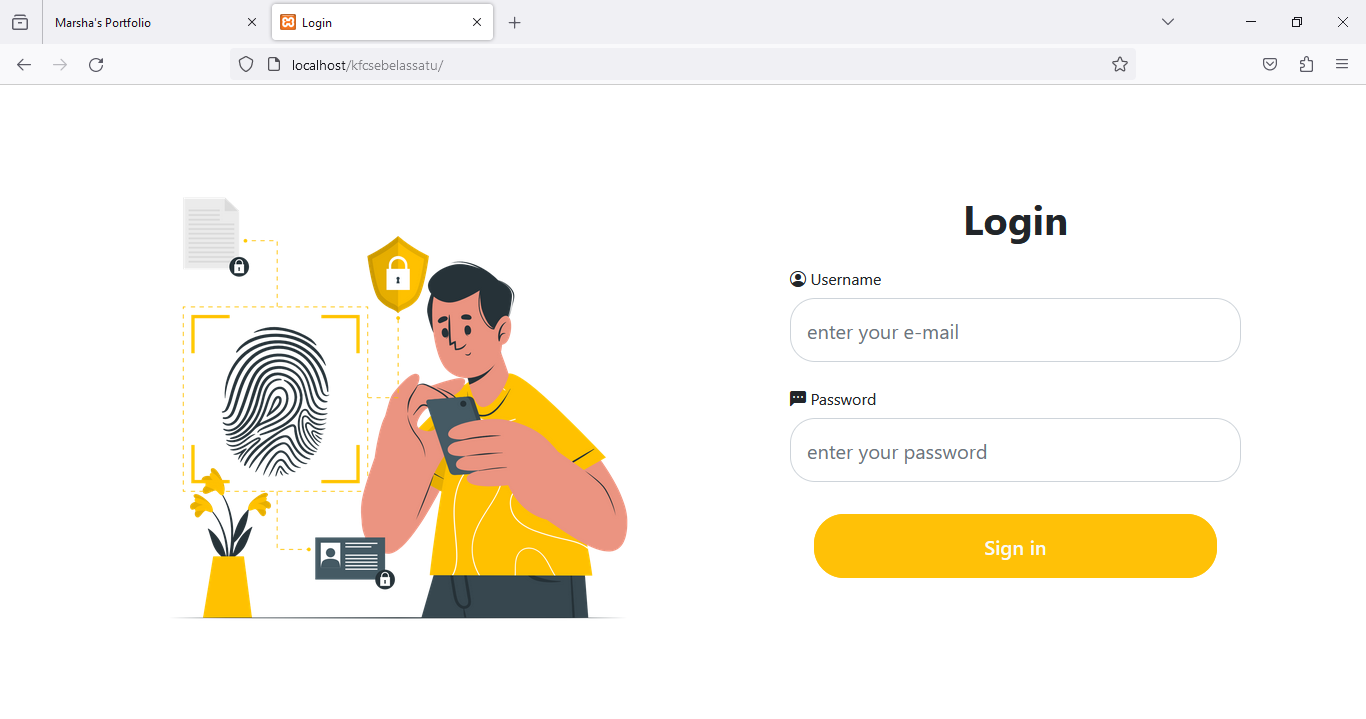 Marsha's Portfolio
Login
localhost/kfcsebelassatu/
Login
Username
enter your e-mail
Password
enter your password
Sign in